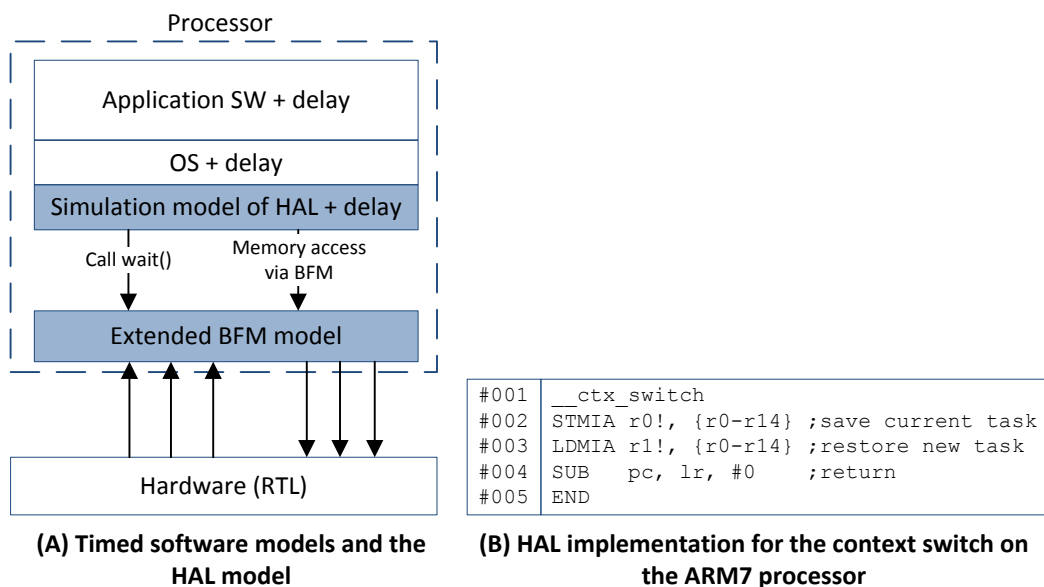 Processor
Application SW + delay
OS + delay
Simulation model of HAL + delay
Call wait()
Memory access
via BFM
Extended BFM model
Hardware (RTL)
(A) Timed software models and the
HAL model
#001 __ctx_switch
#002 STMIA r0!, {r0-r14} ;save current task
#003 LDMIA r1!, {r0-r14} ;restore new task
#004 SUB pc, lr, #0 ;return
#005 END
(B) HAL implementation for the context switch on
the ARM7 processor